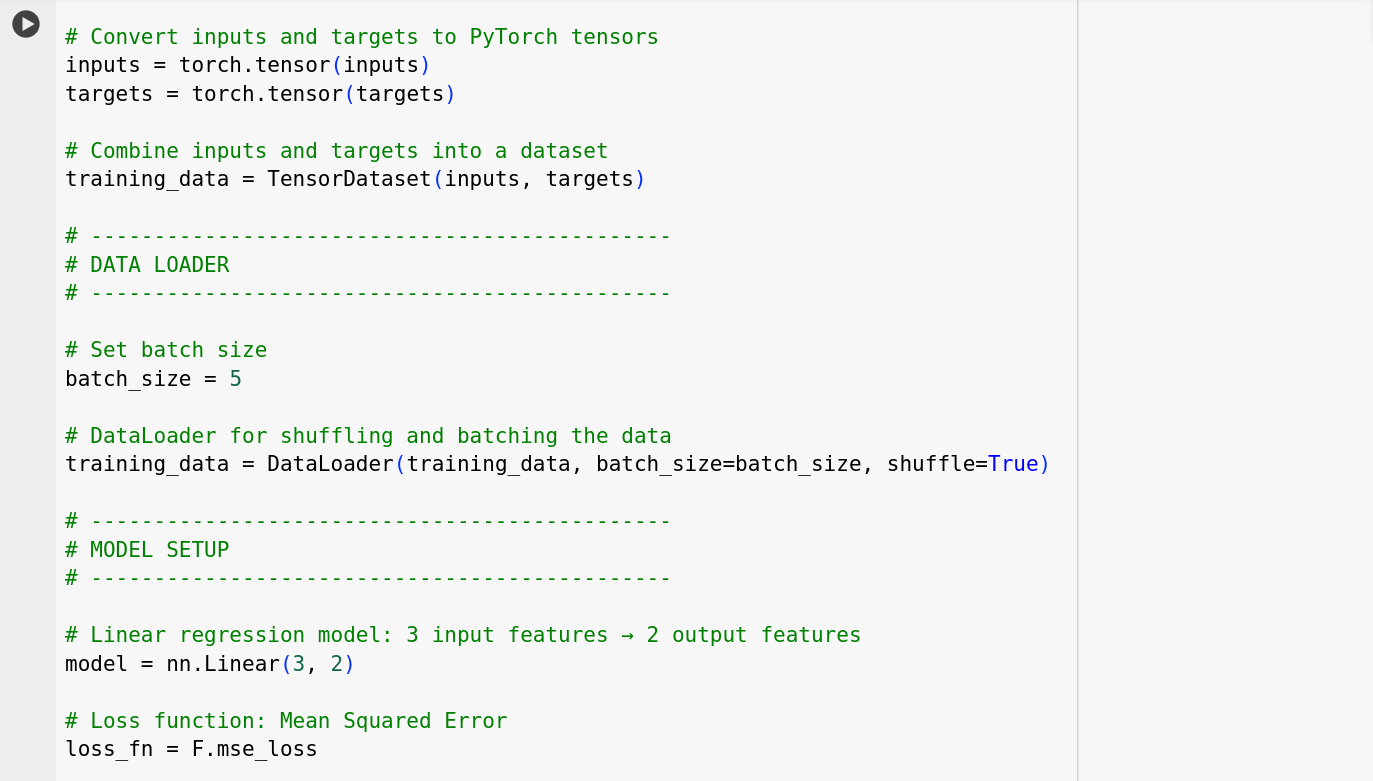 # Convert inputs and targets to PyTorch tensors
inputs = torch.tensor(inputs)
targets = torch.tensor(targets)
# Combine inputs and targets into a dataset
training_data = TensorDataset(inputs, targets)
# ----------------------------------------------
# DATA LOADER
# ----------------------------------------------
# Set batch size
batch_size = 5
# DataLoader for shuffling and batching the data
training_data = DataLoader(training_data, batch_size=batch_size, shuffle=True)
# ----------------------------------------------
# MODEL SETUP
# ----------------------------------------------
# Linear regression model: 3 input features → 2 output features
model = nn.Linear(3, 2)
# Loss function: Mean Squared Error
loss_fn = F.mse_loss